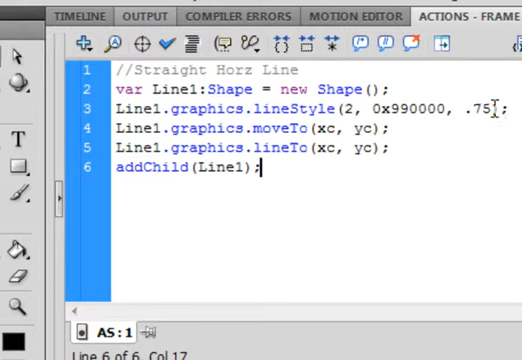 TIMELINE OUTPUT COMPILER ERRORS MOTION EDITOR ACTIONS - FRAME
1 //Straight Horz Line
2 var Line1:Shape = new Shape();
3 Line1.graphics.lineStyle(2, 0x990000, .75);
4 Line1.graphics.moveTo(xc, yc);
5 Line1.graphics.lineTo(xc, yc);
6 addChild(Line1);
AS:1
Line 6 of 6, Col 17